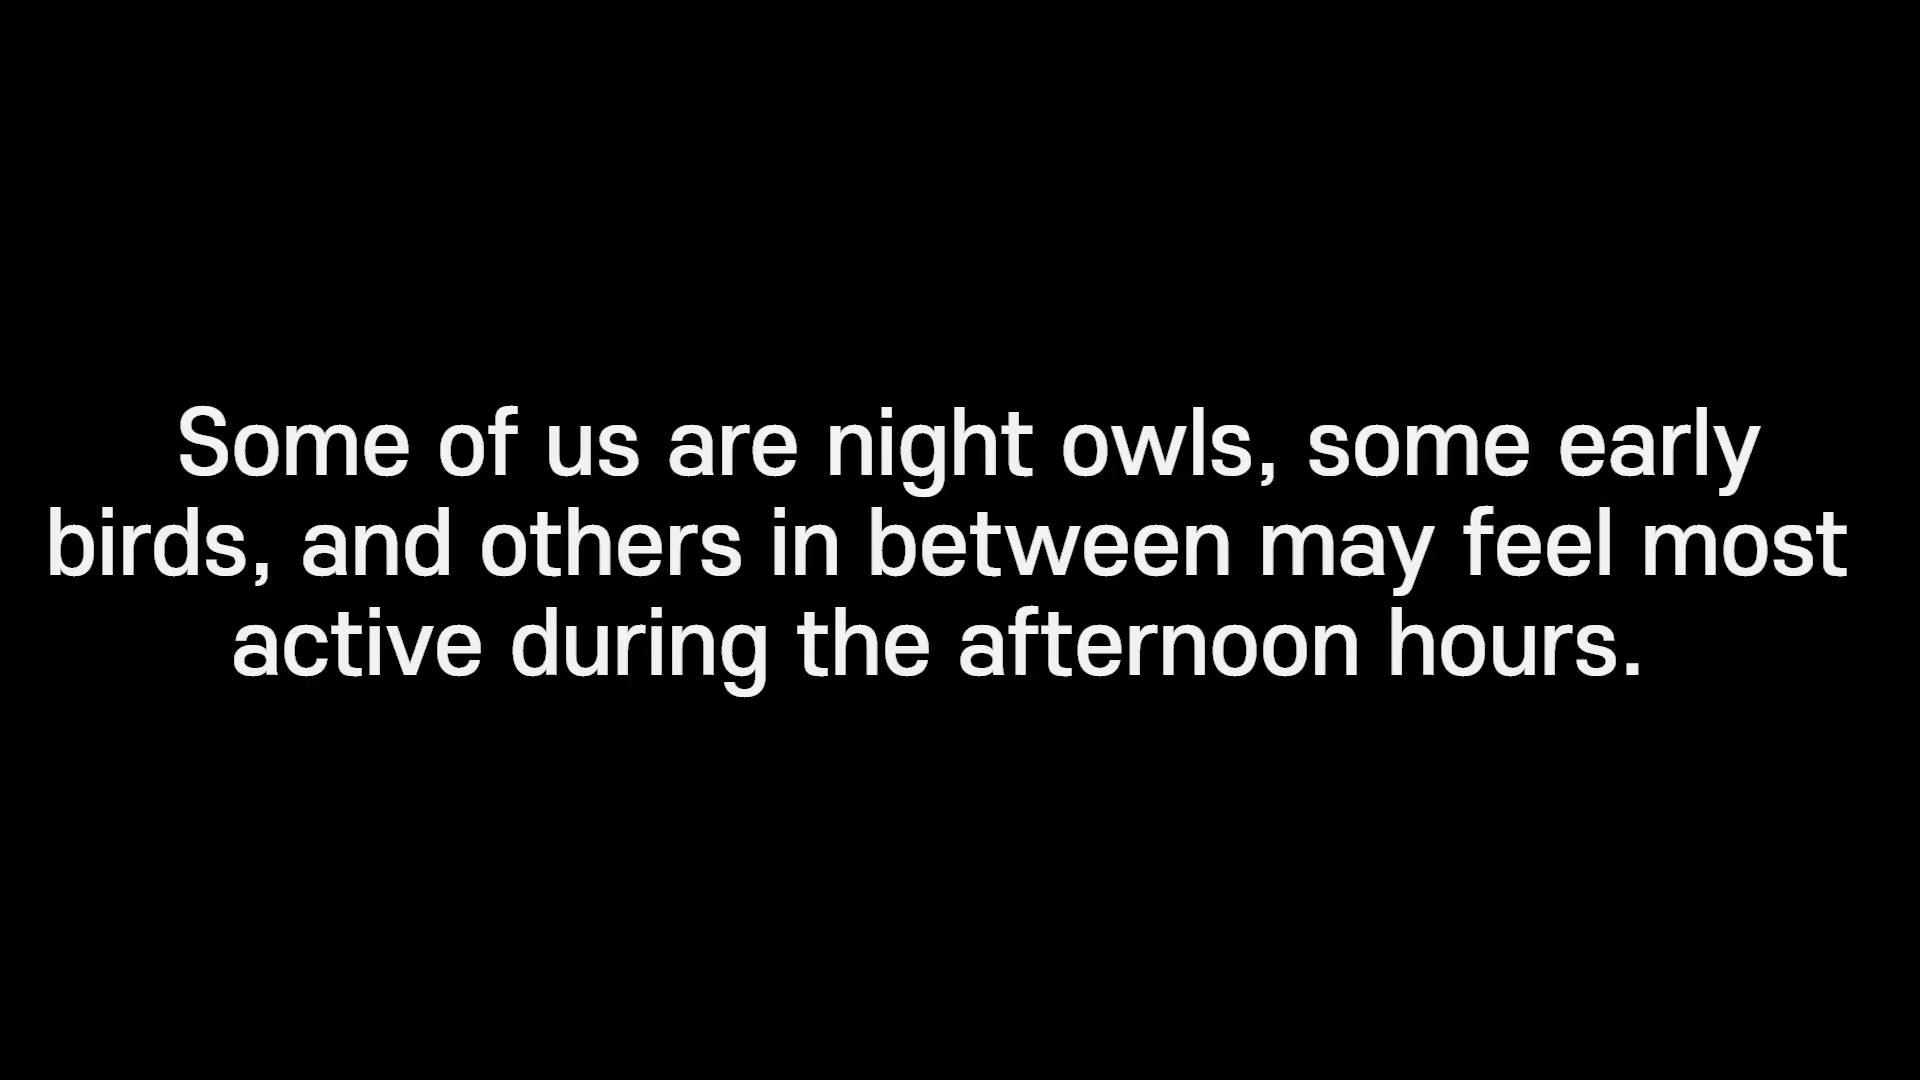 Some of us are night owls, some early
birds, and others in between may feel most
active during the afternoon hours.